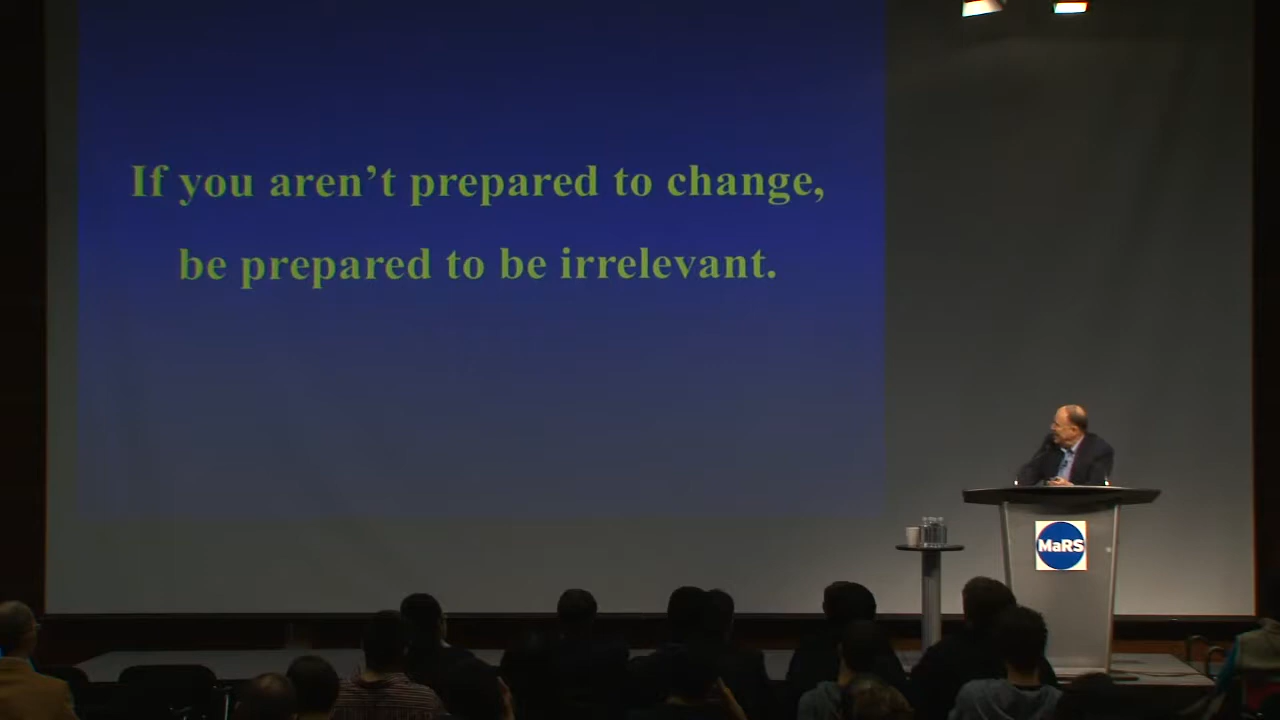 If you aren’t prepared to change,
be prepared to be irrelevant.
MaRS